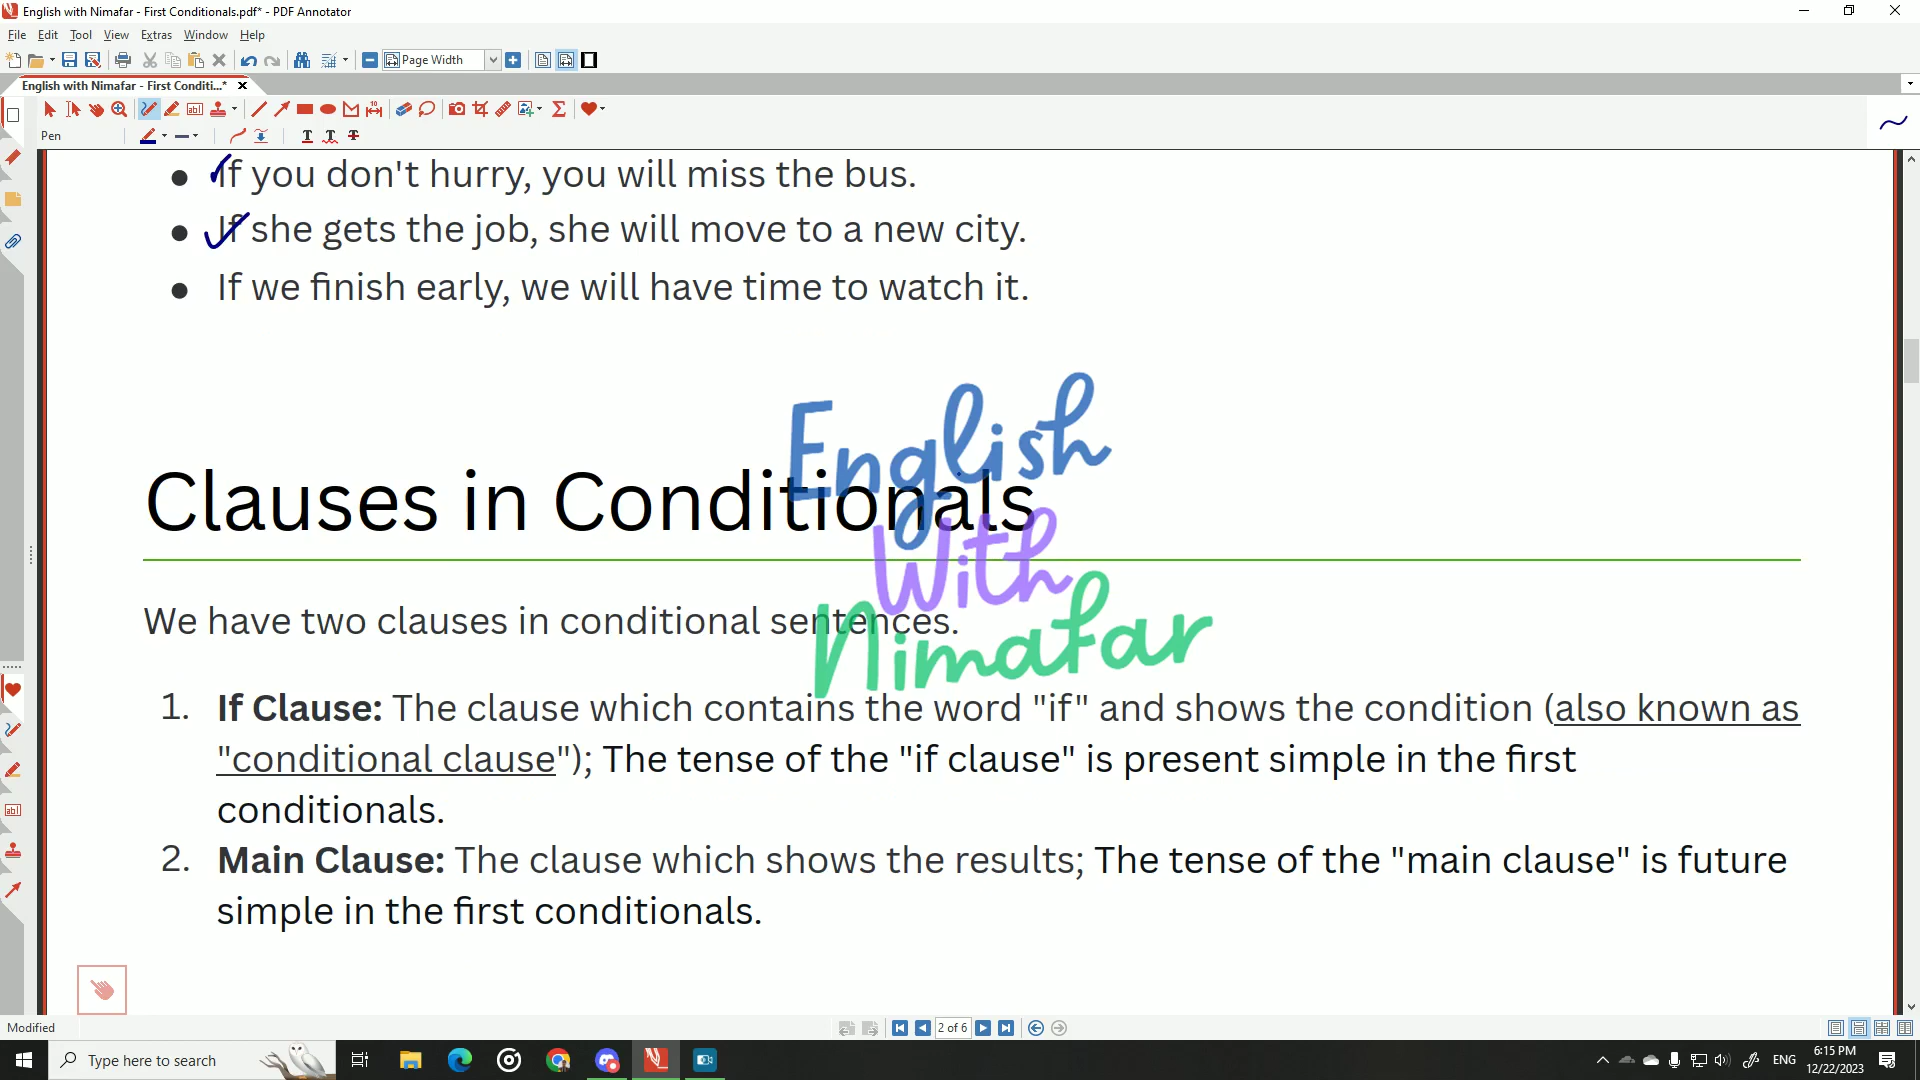 English with Nimafar - First Conditionals.pdf* - PDF Annotator
File Edit Tool View Extras Window Help
Page Width
English with Nimafar - First Conditi...*
Pen
● If you don't hurry, you will miss the bus.
● If she gets the job, she will move to a new city.
● If we finish early, we will have time to watch it.
English
Clauses in Conditionals
With
We have two clauses in conditional sentences.
Nimafar
1. If Clause: The clause which contains the word "if" and shows the condition (also known as
"conditional clause"); The tense of the "if clause" is present simple in the first
conditionals.
2. Main Clause: The clause which shows the results; The tense of the "main clause" is future
simple in the first conditionals.
Modified
2 of 6
Type here to search
ENG
6:15 PM
12/22/2023